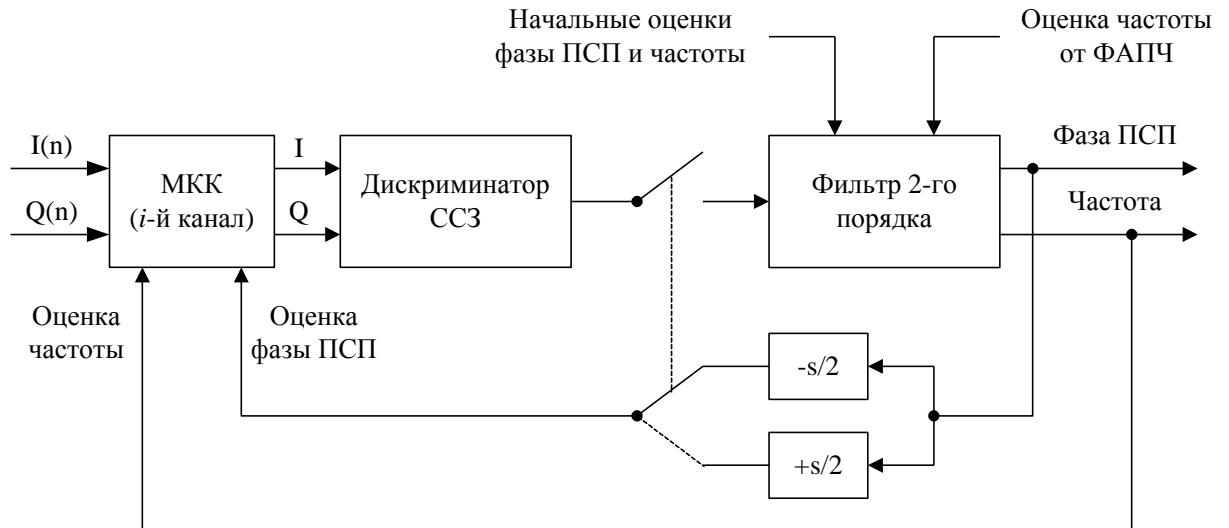 Начальные оценки
фазы ПСП и частоты
Оценка частоты
от ФАПЧ
I(n)
Q(n)
МКК
(i-й канал)
I
Q
Дискриминатор
ССЗ
Фильтр 2-го
порядка
Фаза ПСП
Частота
Оценка
частоты
Оценка
фазы ПСП
-s/2
+s/2